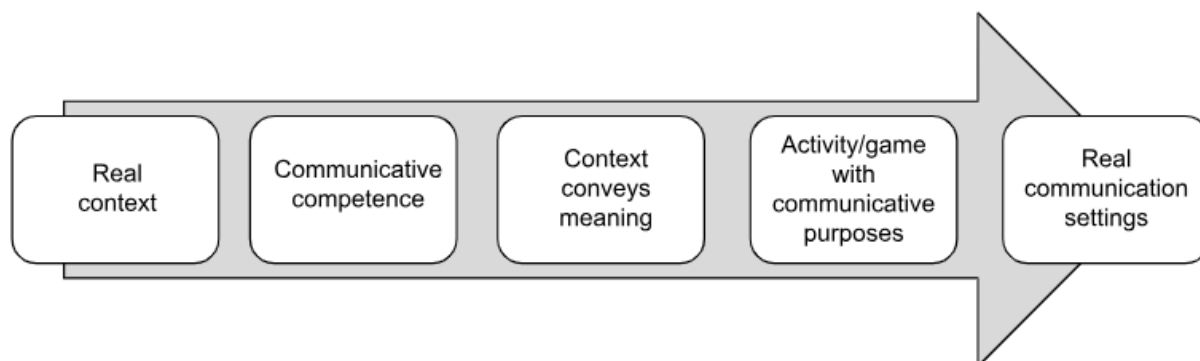 Real
context
Communicative
competence
Context
conveys
meaning
Activity/game
with
communicative
purposes
Real
communication
settings